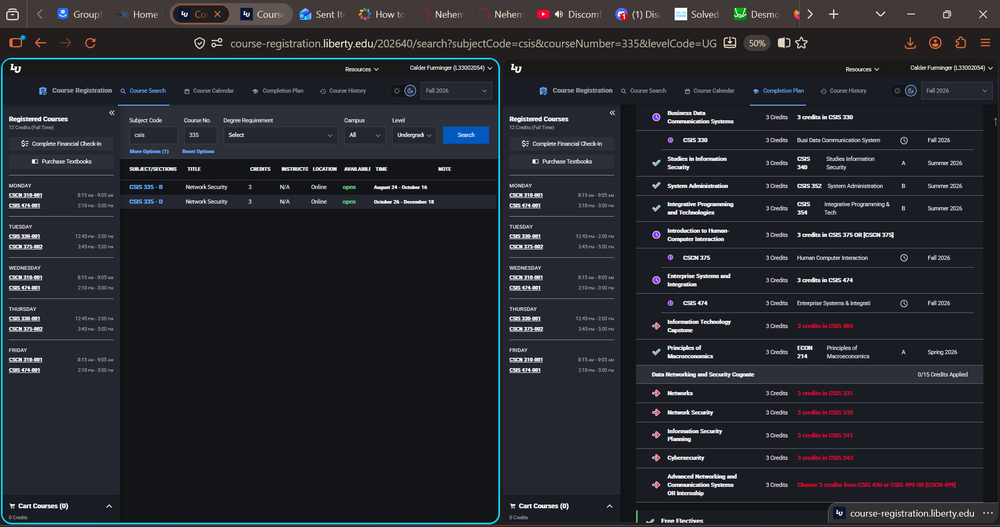 GroupM
Home
Co
Course
Sent Ite
How to
Nehem
Nehem
Discomf
(1) Disc
Solved
Desmo
course-registration.liberty.edu/202640/search?subjectCode=csis&courseNumber=335&levelCode=UG
50%
LU
Resources
Calder Furminger (L33002054)
Course Registration
Course Search
Course Calendar
Completion Plan
Course History
Fall 2026
Registered Courses
12 Credits (Full Time)
Complete Financial Check-In
Purchase Textbooks
MONDAY
CSCN 310-001 8:15 AM - 9:05 AM
CSIS 474-001 2:10 PM - 3:00 PM
TUESDAY
CSIS 330-001 12:45 PM - 2:00 PM
CSCN 375-002 3:45 PM - 5:00 PM
WEDNESDAY
CSCN 310-001 8:15 AM - 9:05 AM
CSIS 474-001 2:10 PM - 3:00 PM
THURSDAY
CSIS 330-001 12:45 PM - 2:00 PM
CSCN 375-002 3:45 PM - 5:00 PM
FRIDAY
CSCN 310-001 8:15 AM - 9:05 AM
CSIS 474-001 2:10 PM - 3:00 PM
Cart Courses (0)
0 Credits
Subject Code Course No. Degree Requirement Campus Level
csis 335 Select All Undergradu Search
More Options (1) Reset Options
SUBJECT/SECTIONS TITLE CREDITS INSTRUCTO LOCATION AVAILABILI TIME NOTE
CSIS 335 - B Network Security 3 N/A Online open August 24 - October 16
CSIS 335 - D Network Security 3 N/A Online open October 26 - December 18
LU
Resources
Calder Furminger (L33002054)
Course Registration
Course Search
Course Calendar
Completion Plan
Course History
Fall 2026
Registered Courses
12 Credits (Full Time)
Complete Financial Check-In
Purchase Textbooks
MONDAY
CSCN 310-001 8:15 AM - 9:05 AM
CSIS 474-001 2:10 PM - 3:00 PM
TUESDAY
CSIS 330-001 12:45 PM - 2:00 PM
CSCN 375-002 3:45 PM - 5:00 PM
WEDNESDAY
CSCN 310-001 8:15 AM - 9:05 AM
CSIS 474-001 2:10 PM - 3:00 PM
THURSDAY
CSIS 330-001 12:45 PM - 2:00 PM
CSCN 375-002 3:45 PM - 5:00 PM
FRIDAY
CSCN 310-001 8:15 AM - 9:05 AM
CSIS 474-001 2:10 PM - 3:00 PM
Cart Courses (0)
0 Credits
Business Data
Communication Systems 3 Credits 3 credits in CSIS 330
CSIS 330 3 Credits Busi Data Communication System Fall 2026
Studies in Information
Security 3 Credits CSIS
340 Studies Information
Security A Summer 2026
System Administration 3 Credits CSIS 352 System Administration B Summer 2026
Integrative Programming
and Technologies 3 Credits CSIS
354 Integrative Programming &
Tech B Summer 2026
Introduction to Human-
Computer Interaction 3 Credits 3 credits in CSIS 375 OR [CSCN 375]
CSCN 375 3 Credits Human Computer Interaction Fall 2026
Enterprise Systems and
Integration 3 Credits 3 credits in CSIS 474
CSIS 474 3 Credits Enterprise Systems & Integrati Fall 2026
Information Technology
Capstone 3 Credits 3 credits in CSIS 484
Principles of
Macroeconomics 3 Credits ECON
214 Principles of
Macroeconomics A Spring 2026
Data Networking and Security Cognate 0/15 Credits Applied
Networks 3 Credits 3 credits in CSIS 331
Network Security 3 Credits 3 credits in CSIS 335
Information Security
Planning 3 Credits 3 credits in CSIS 341
Cybersecurity 3 Credits 3 credits in CSIS 343
Advanced Networking and
Communication Systems
OR Internship 3 Credits Choose 3 credits from CSIS 430 or CSIS 499 OR [CSCN 499]
Free Electives
LU course-registration.liberty.edu